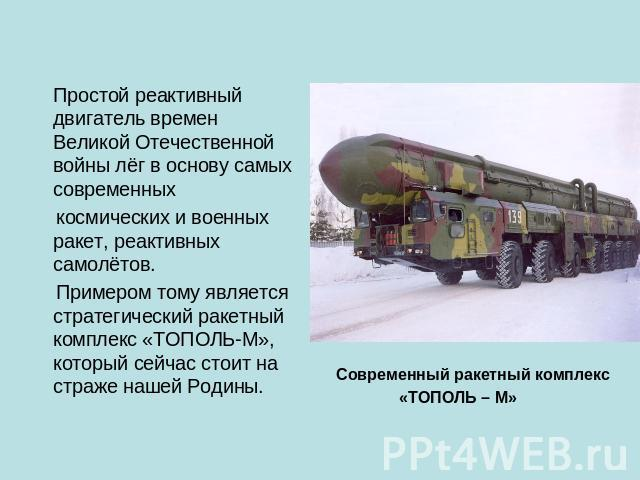 Простой реактивный
двигатель времен
Великой Отечественной
войны лёг в основу самых
современных
космических и военных
ракет, реактивных
самолётов.
Примером тому является
стратегический ракетный
комплекс «ТОПОЛЬ-М»,
который сейчас стоит на
страже нашей Родины.
139
Современный ракетный комплекс
«ТОПОЛЬ – М»
PPt4WEB.ru